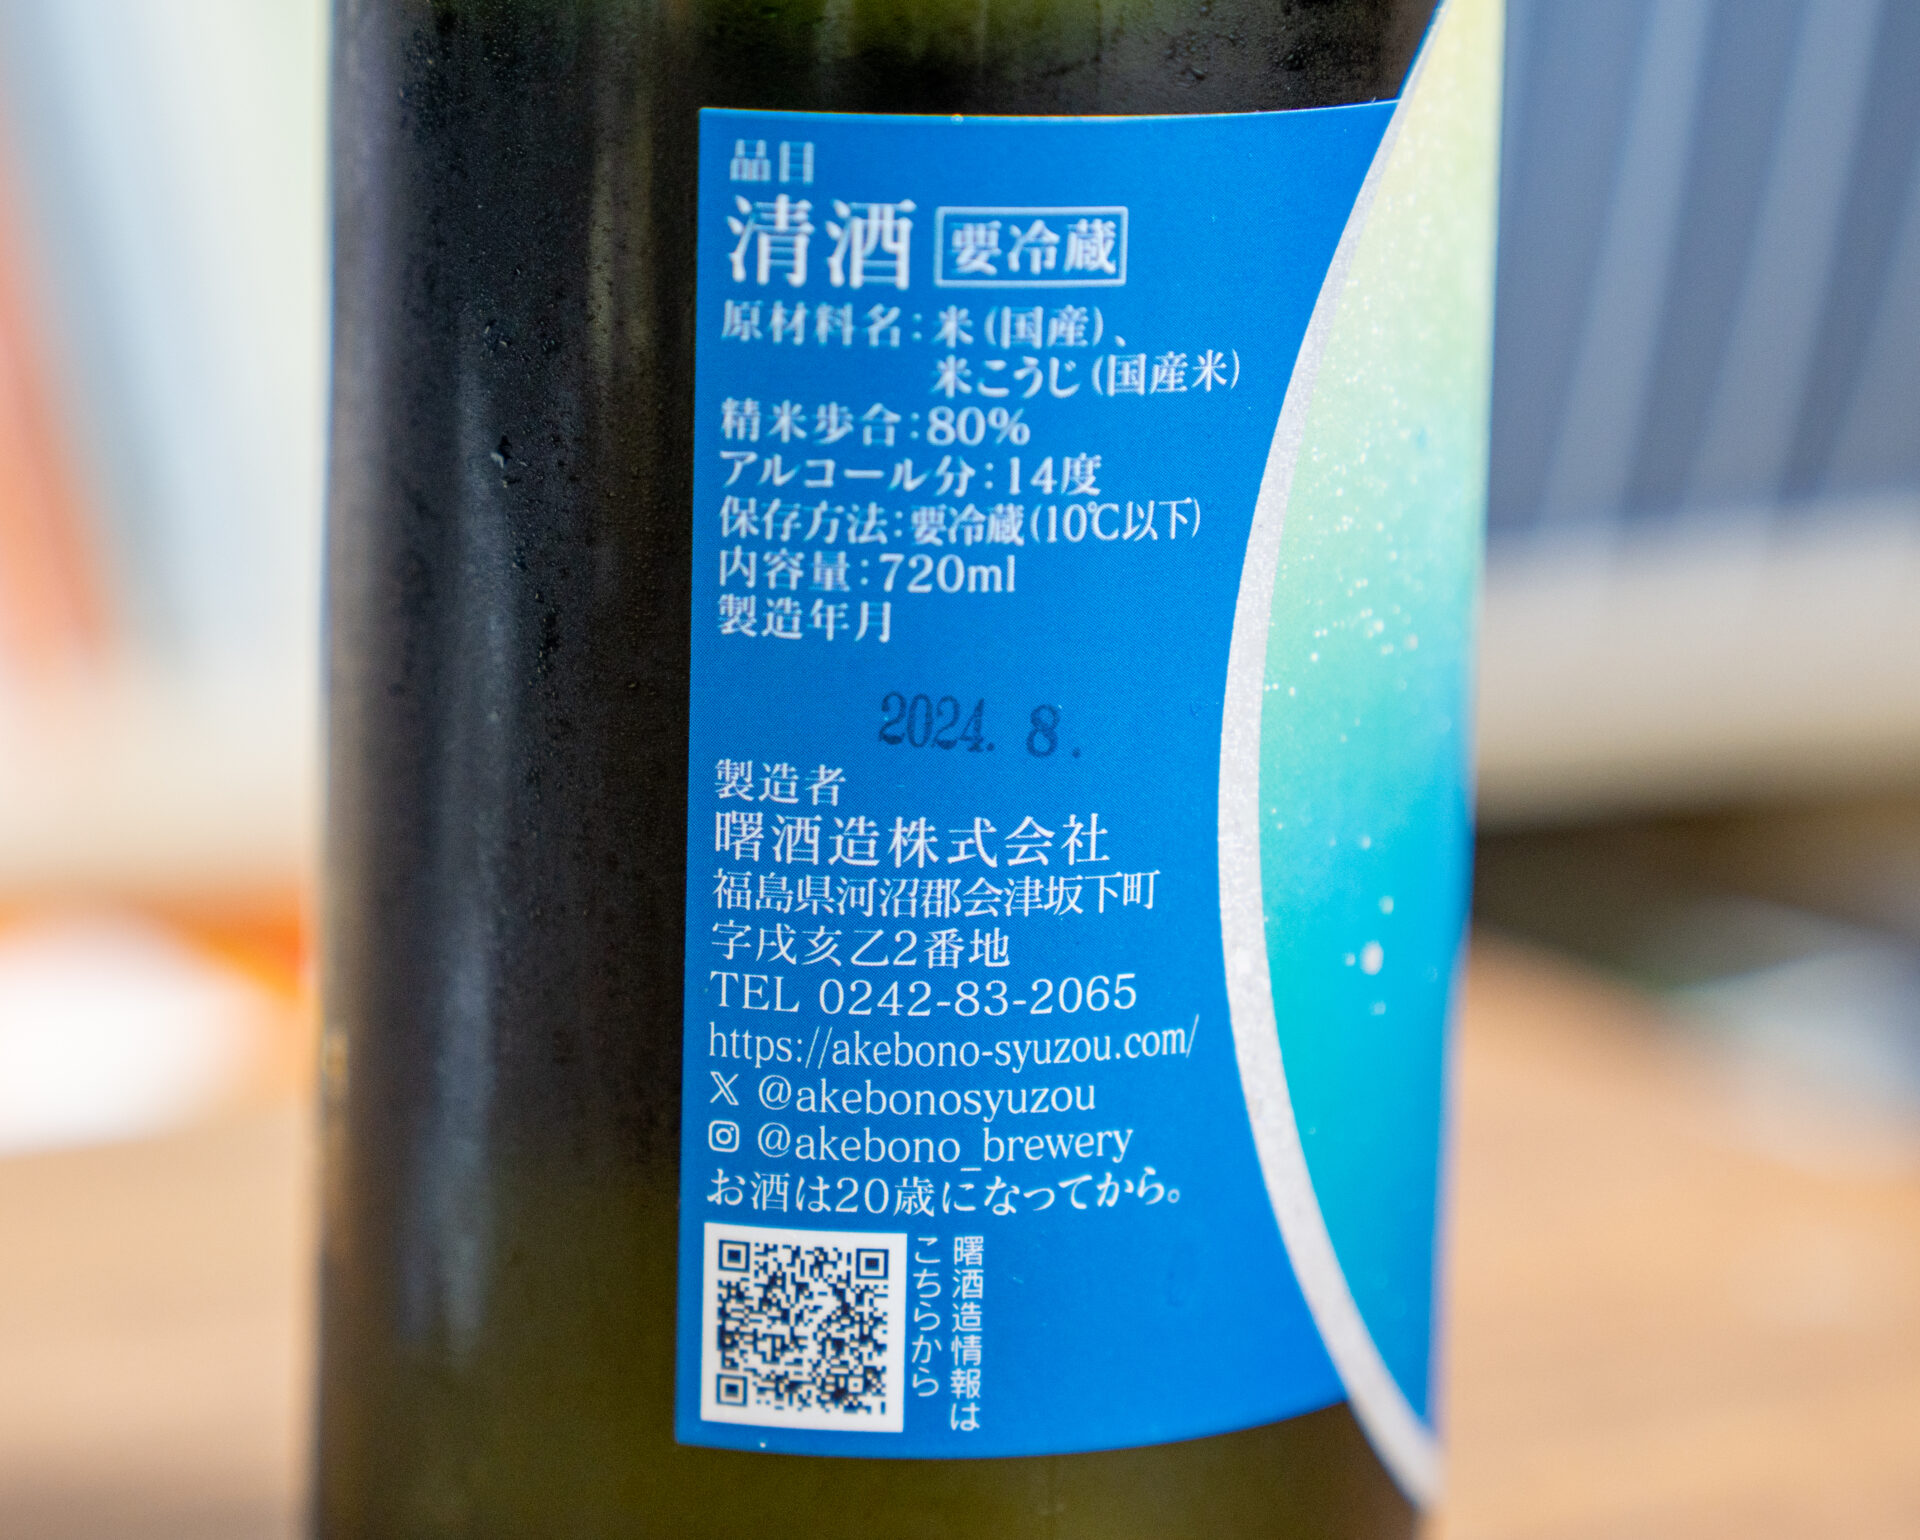 品目
清酒 要冷蔵
原材料名：米（国産）、
米こうじ（国産米）
精米歩合：80%
アルコール分：14度
保存方法：要冷蔵（10℃以下）
内容量：720ml
製造年月
2024. 8.
製造者
曙酒造株式会社
福島県河沼郡会津坂下町
字戌亥乙2番地
TEL 0242-83-2065
https://akebono-syuzou.com/
X @akebonosyuzou
@akebono_brewery
お酒は20歳になってから。
曙酒造情報は
こちらから